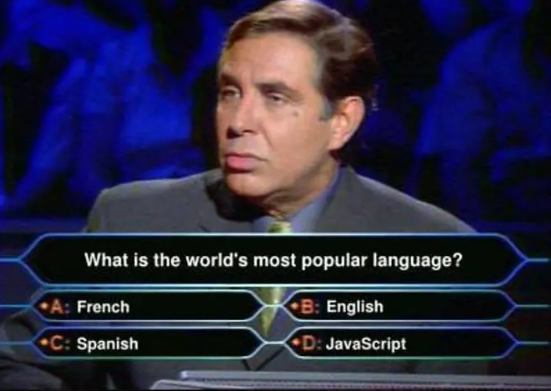 What is the world's most popular language?
A: French
B: English
C: Spanish
D: JavaScript